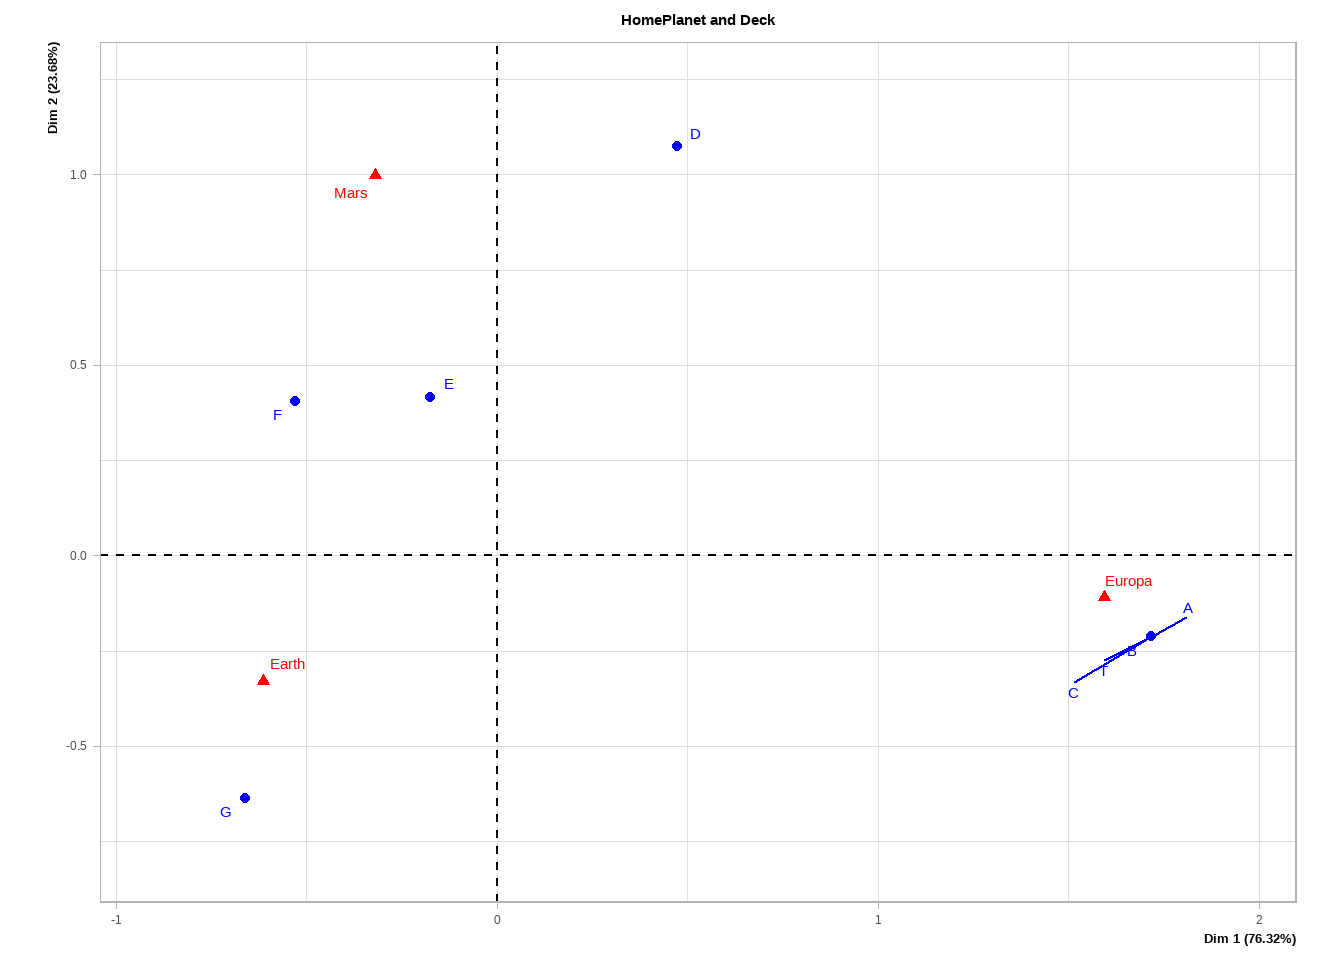 HomePlanet and Deck
Dim 2 (23.68%)
D
1.0
Mars
0.5
E
F
0.0
Europa
A
B
T
Earth
C
-0.5
G
-1
0
1
2
Dim 1 (76.32%)